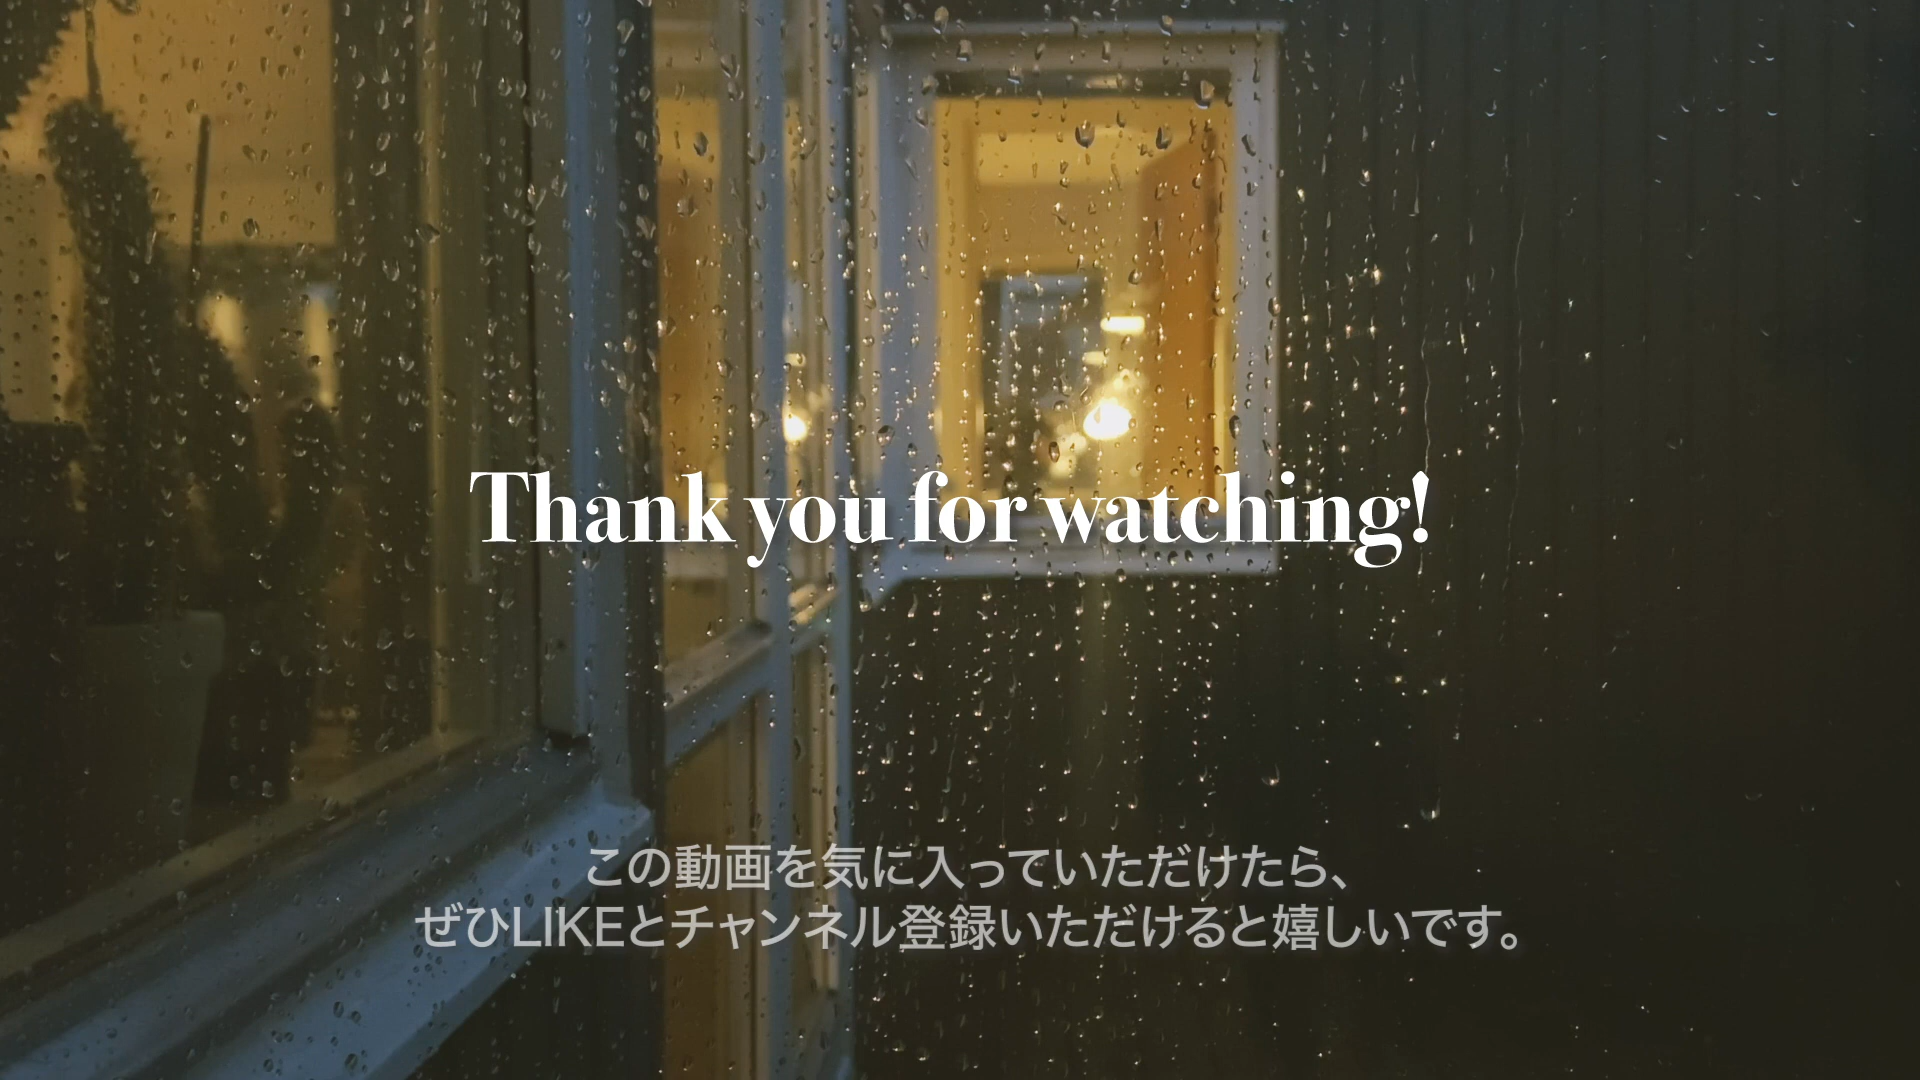 Thank you for watching!
この動画を気に入っていただけたら、
ぜひLIKEとチャンネル登録いただけると嬉しいです。